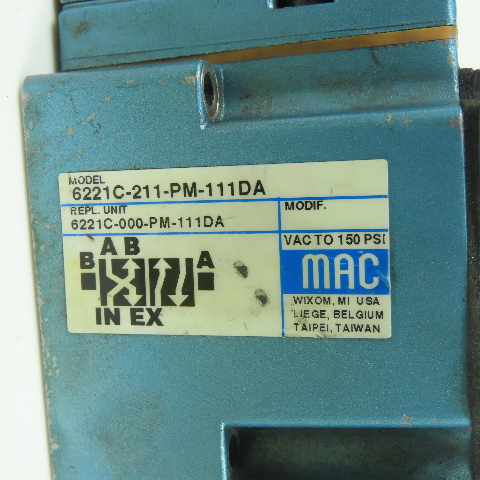 MODEL
6221C-211-PM-111DA
REPL. UNIT
6221C-000-PM-111DA
MODIF.
VAC TO 150 PSI
A B
B A
IN EX
MAC
WIXOM, MI USA
LIEGE, BELGIUM
TAIPEI, TAIWAN